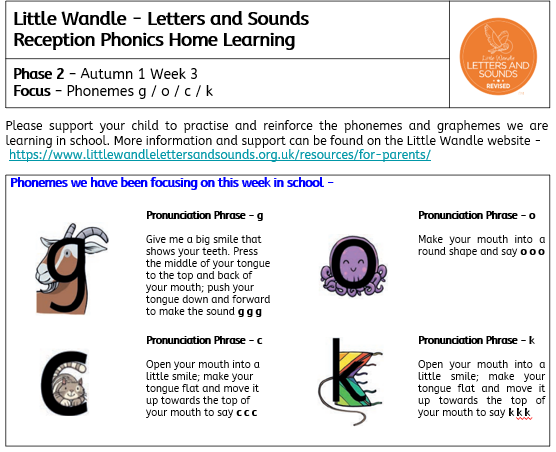 Little Wandle – Letters and Sounds
Reception Phonics Home Learning
Little Wandle
LETTERS AND
SOUNDS
REVISED
Phase 2 – Autumn 1 Week 3
Focus – Phonemes g / o / c / k
Please support your child to practise and reinforce the phonemes and graphemes we are
learning in school. More information and support can be found on the Little Wandle website -
https://www.littlewandlelettersandsounds.org.uk/resources/for-parents/
Phonemes we have been focusing on this week in school –
g
Pronunciation Phrase – g
Give me a big smile that
shows your teeth. Press
the middle of your tongue
to the top and back of
your mouth; push your
tongue down and forward
to make the sound g g g
o
Pronunciation Phrase – o
Make your mouth into a
round shape and say o o o
c
Pronunciation Phrase – c
Open your mouth into a
little smile; make your
tongue flat and move it
up towards the top of
your mouth to say c c c
k
Pronunciation Phrase – k
Open your mouth into a
little smile; make your
tongue flat and move it
up towards the top of
your mouth to say k k k